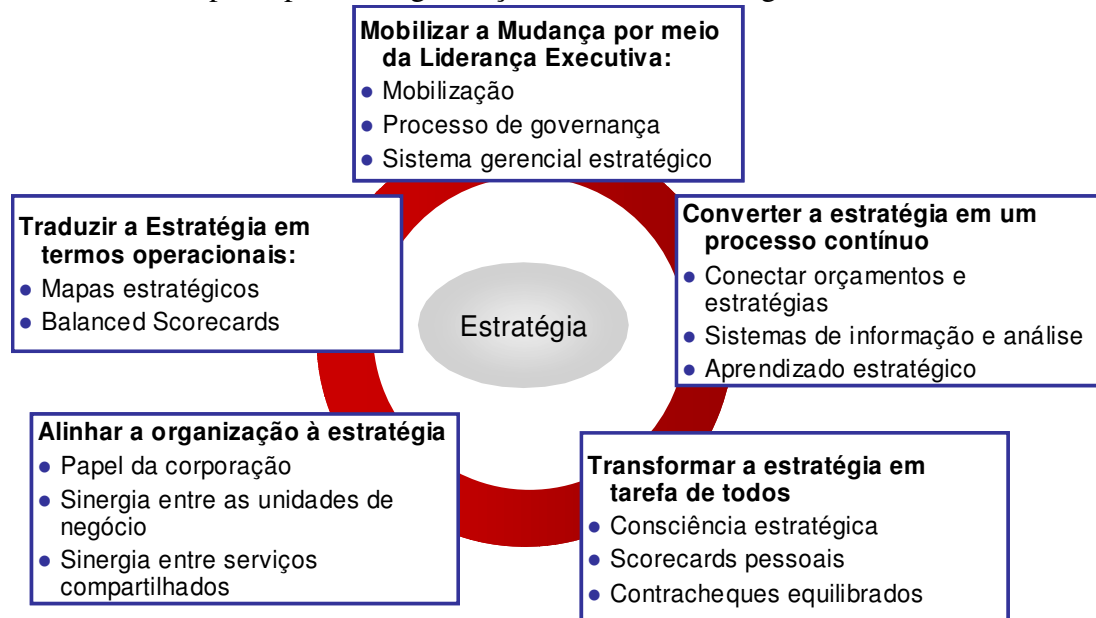 Mobilizar a Mudança por meio
da Liderança Executiva:
● Mobilização
● Processo de governança
● Sistema gerencial estratégico
Traduzir a Estratégia em
termos operacionais:
● Mapas estratégicos
● Balanced Scorecards
Converter a estratégia em um
processo contínuo
● Conectar orçamentos e
estratégias
● Sistemas de informação e análise
● Aprendizado estratégico
Estratégia
Alinhar a organização à estratégia
● Papel da corporação
● Sinergia entre as unidades de
negócio
● Sinergia entre serviços
compartilhados
Transformar a estratégia em
tarefa de todos
● Consciência estratégica
● Scorecards pessoais
● Contracheques equilibrados